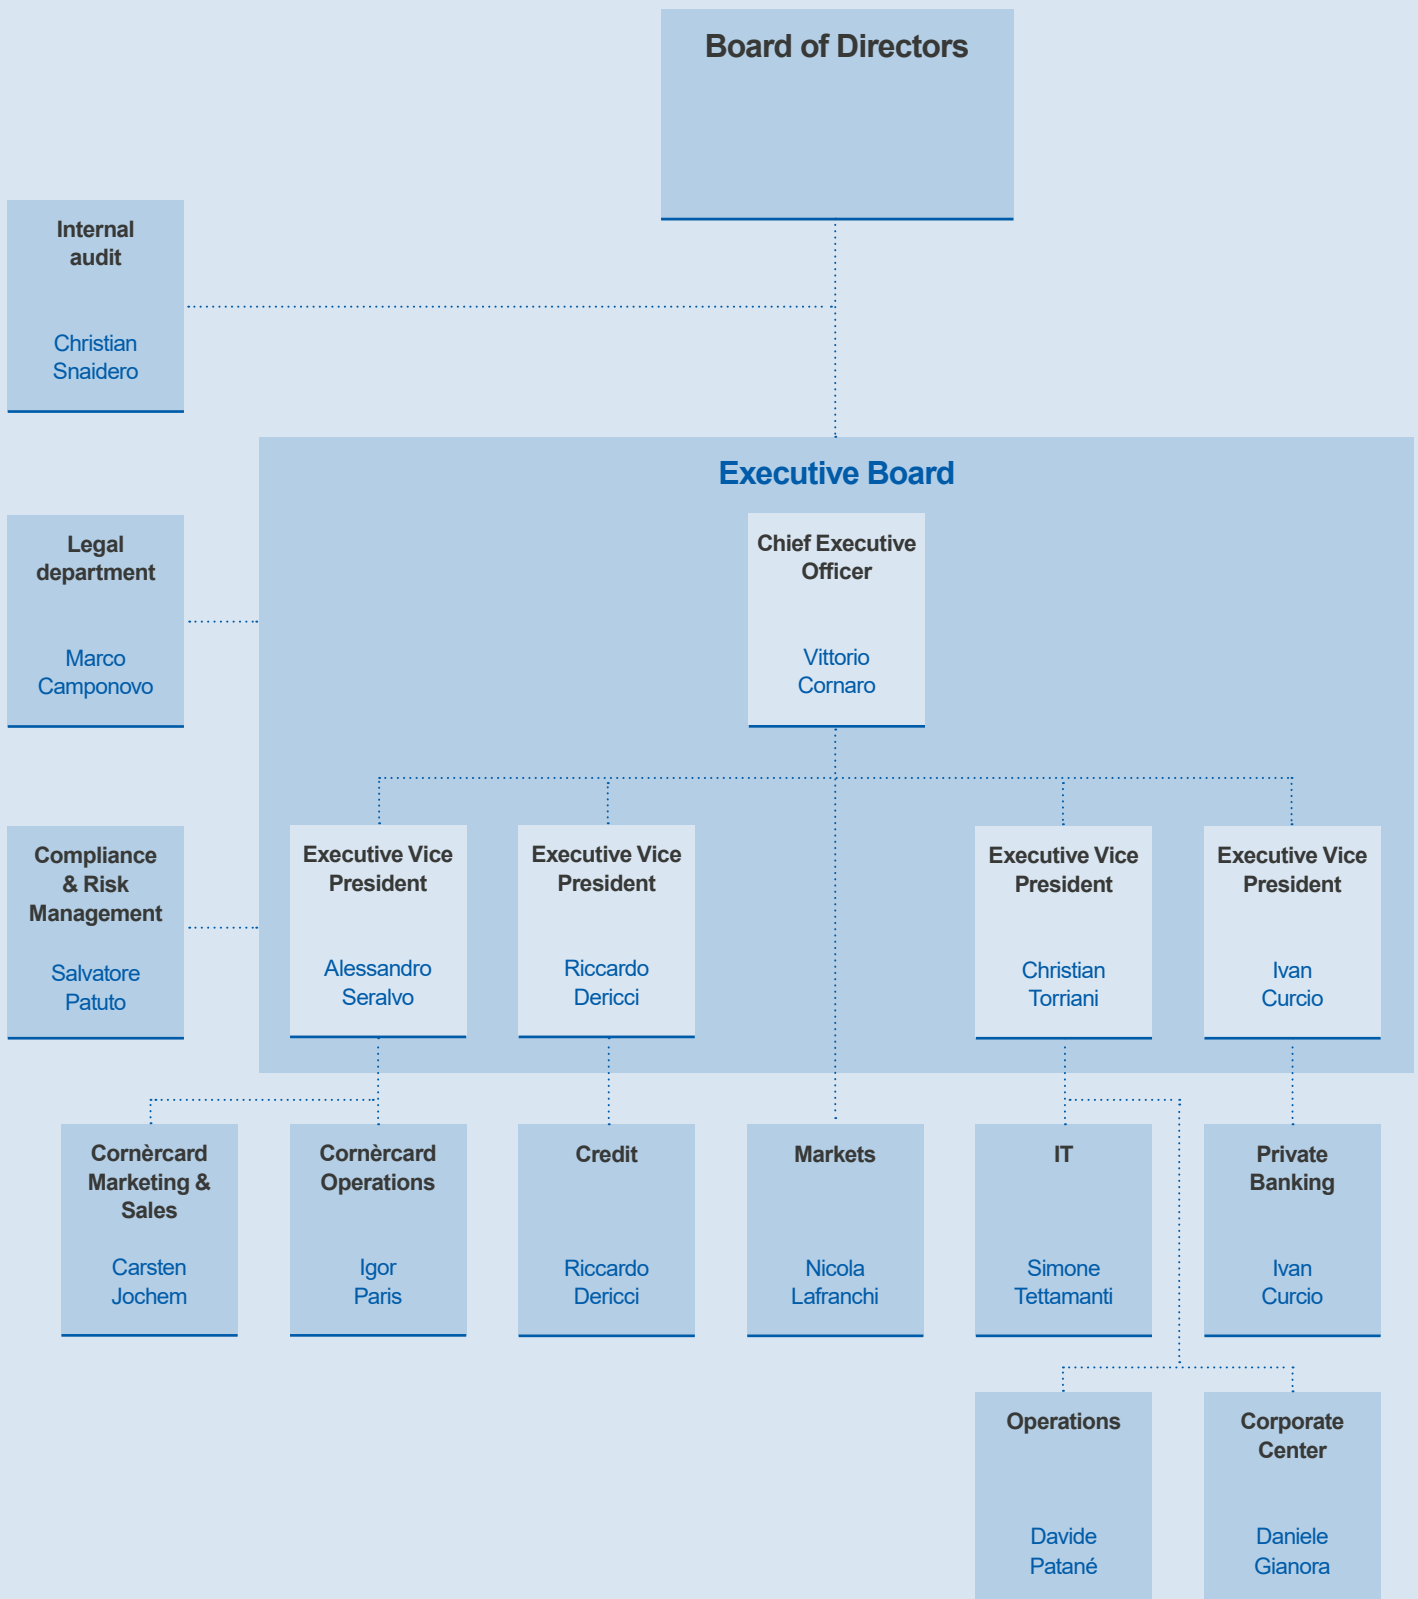 Board of Directors
Internal
audit
Christian
Snaidero
Executive Board
Chief Executive
Officer
Vittorio
Cornaro
Legal
department
Marco
Camponovo
Compliance
& Risk
Management
Salvatore
Patuto
Executive Vice
President
Alessandro
Seralvo
Executive Vice
President
Riccardo
Dericci
Executive Vice
President
Christian
Torriani
Executive Vice
President
Ivan
Curcio
Cornèrcard
Marketing &
Sales
Carsten
Jochem
Cornèrcard
Operations
Igor
Paris
Credit
Riccardo
Dericci
Markets
Nicola
Lafranchi
IT
Simone
Tettamanti
Private
Banking
Ivan
Curcio
Operations
Davide
Patané
Corporate
Center
Daniele
Gianora